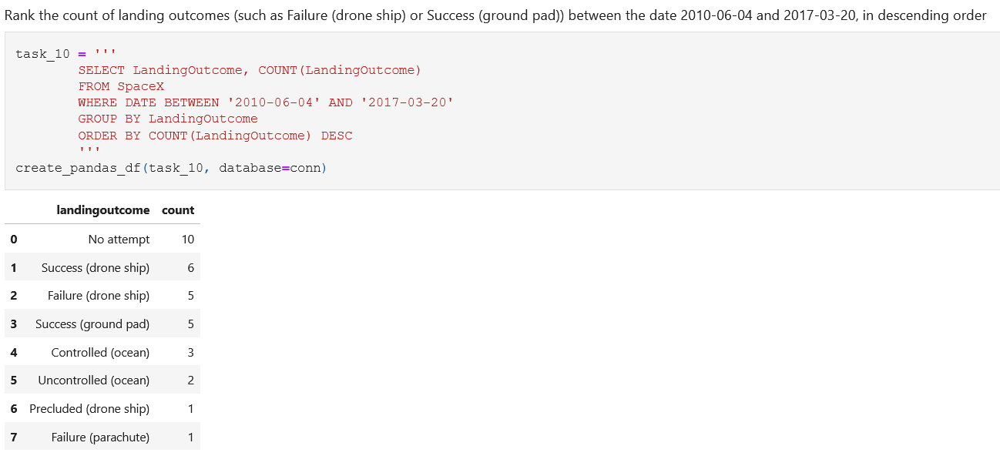 Rank the count of landing outcomes (such as Failure (drone ship) or Success (ground pad)) between the date 2010-06-04 and 2017-03-20, in descending order
task_10 = '''
SELECT LandingOutcome, COUNT(LandingOutcome)
FROM SpaceX
WHERE DATE BETWEEN '2010-06-04' AND '2017-03-20'
GROUP BY LandingOutcome
ORDER BY COUNT(LandingOutcome) DESC
'''
create_pandas_df(task_10, database=conn)
landingoutcome count
0 No attempt 10
1 Success (drone ship) 6
2 Failure (drone ship) 5
3 Success (ground pad) 5
4 Controlled (ocean) 3
5 Uncontrolled (ocean) 2
6 Precluded (drone ship) 1
7 Failure (parachute) 1